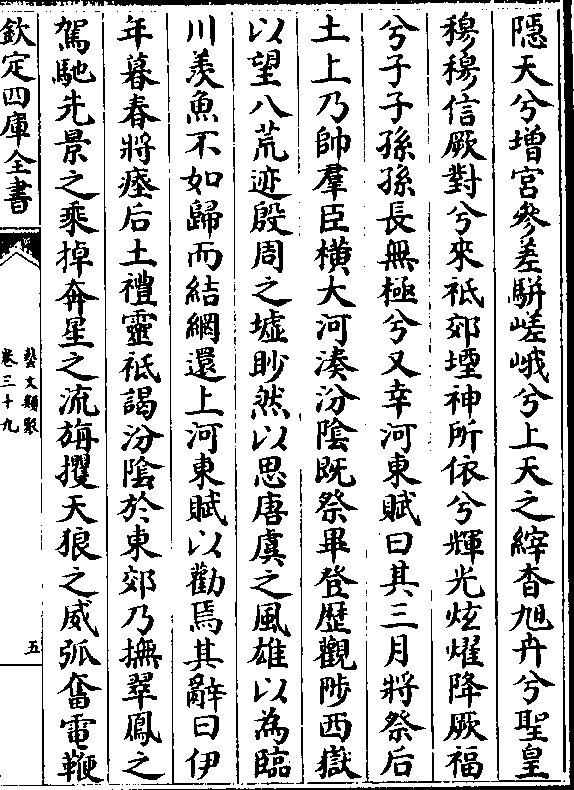 隱天兮增宮參差駢嵯峨兮上天之縡杳旭卉兮聖皇
穆穆信厥對兮來祗郊堙神所依兮輝光炫燿降厥福
兮子子孫孫長無極兮又幸河東賦曰其三月將祭后
土上乃帥羣臣橫大河湊汾陰既祭畢登歴觀陟西嶽
以望八荒迹殷周之墟眇然以思唐虞之風雄以為臨
川羨魚不如歸而結網還上河東賦以勸焉其辭曰伊
年暮春將瘞后土禮靈祗謁汾陰於東郊乃撫翠鳳之
駕馳先景之乘掉奔星之流旃攫天狼之威弧奮電鞭
欽定四庫全書
藝文類聚
卷三十九
五